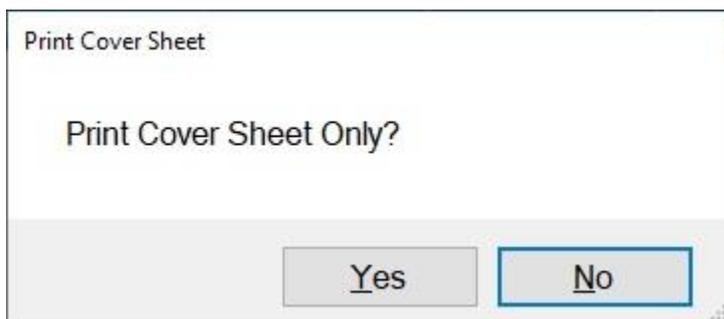 Print Cover Sheet
Print Cover Sheet Only?
Yes No